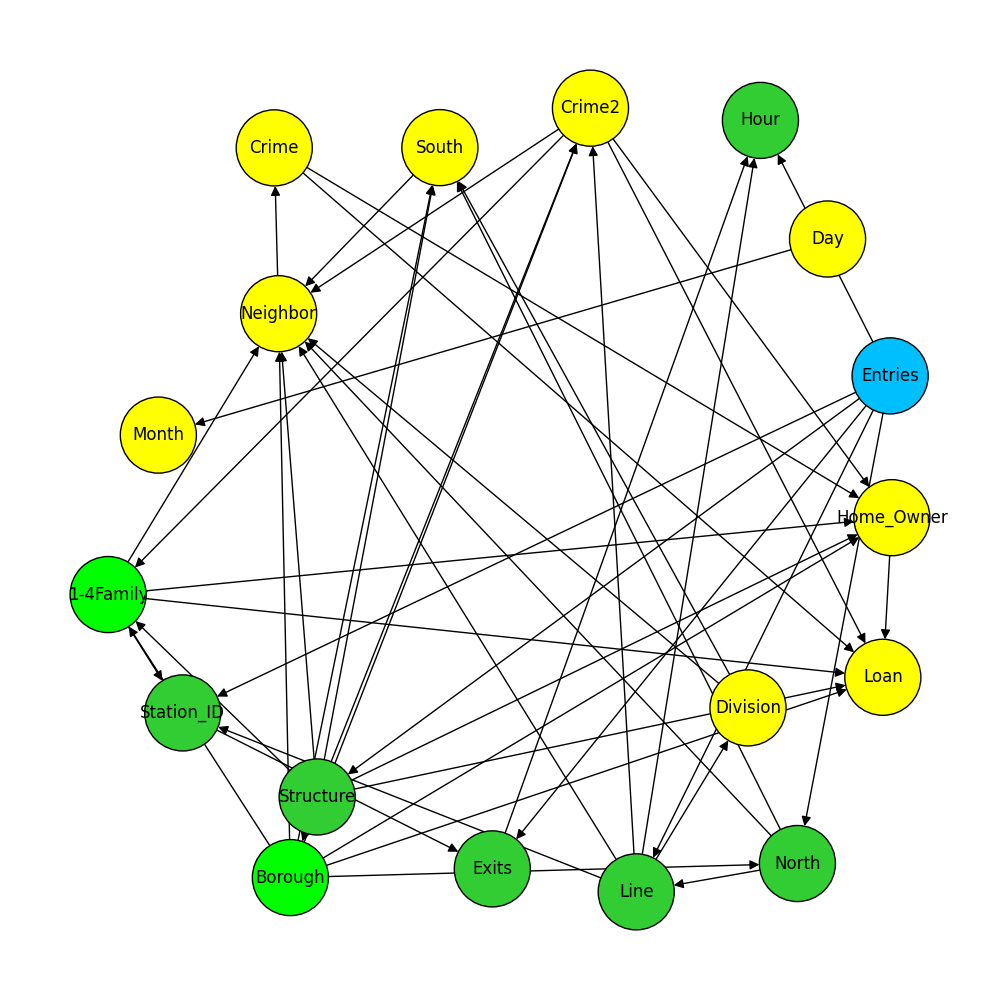 Crime2
Hour
Crime
South
Day
Neighbor
Entries
Month
Home_Owner
1-4Family
Loan
Division
Station_ID
Structure
North
Exits
Borough
Line